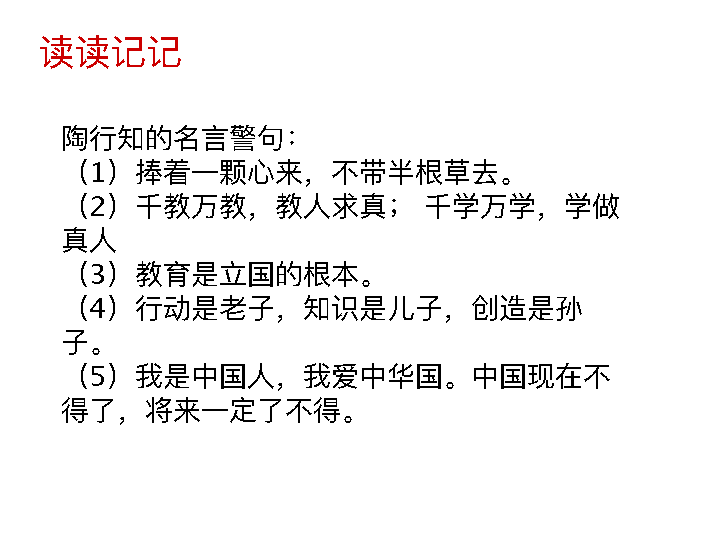 读读记记
陶行知的名言警句：
（1）捧着一颗心来，不带半根草去。
（2）千教万教，教人求真； 千学万学，学做
真人
（3）教育是立国的根本。
（4）行动是老子，知识是儿子，创造是孙
子。
（5）我是中国人，我爱中华国。中国现在不
得了，将来一定了不得。